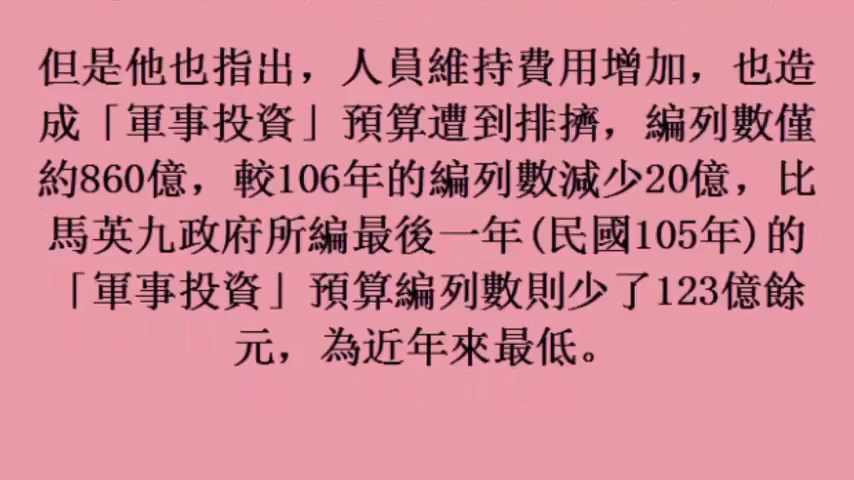 但是他也指出，人員維持費用增加，也造
成「軍事投資」預算遭到排擠，編列數僅
約860億，較106年的編列數減少20億，比
馬英九政府所編最後一年(民國105年)的
「軍事投資」預算編列數則少了123億餘
元，為近年來最低。